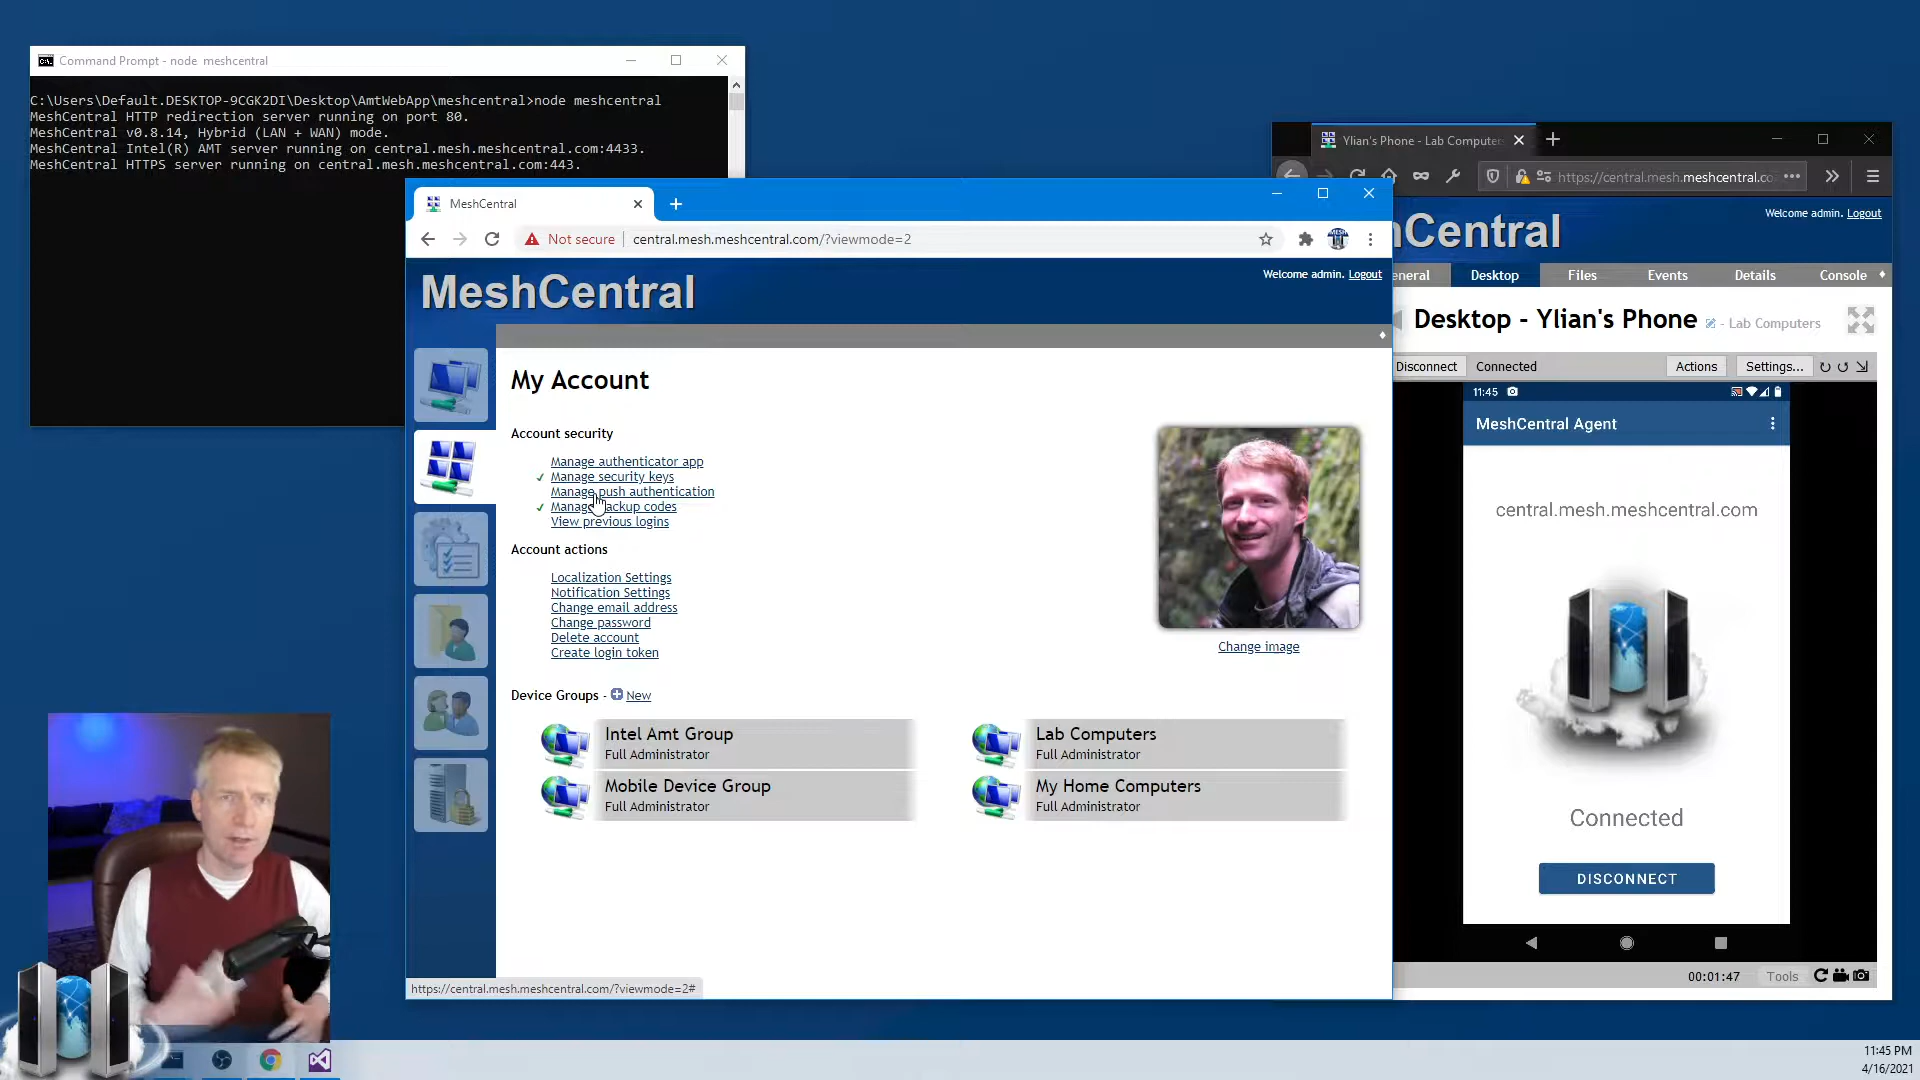 Command Prompt - node meshcentral
C:\Users\Default.DESKTOP-9CGK2DI\Desktop\AmtWebApp\meshcentral>node meshcentral
MeshCentral HTTP redirection server running on port 80.
MeshCentral v0.8.14, Hybrid (LAN + WAN) mode.
MeshCentral Intel(R) AMT server running on central.mesh.meshcentral.com:4433.
MeshCentral HTTPS server running on central.mesh.meshcentral.com:443.
MeshCentral
Not secure
central.mesh.meshcentral.com/?viewmode=2
MeshCentral
Welcome admin. Logout
My Account
Account security
Manage authenticator app
Manage security keys
Manage push authentication
Manage backup codes
View previous logins
Account actions
Localization Settings
Notification Settings
Change email address
Change password
Delete account
Create login token
Change image
Device Groups - New
Intel Amt Group
Full Administrator
Lab Computers
Full Administrator
Mobile Device Group
Full Administrator
My Home Computers
Full Administrator
https://central.mesh.meshcentral.com/?viewmode=2#
Ylian's Phone - Lab Computer
https://central.mesh.meshcentral.co
Welcome admin. Logout
Central
eneral Desktop Files Events Details Console
Desktop - Ylian's Phone - Lab Computers
Disconnect Connected Actions Settings...
11:45
MeshCentral Agent
central.mesh.meshcentral.com
Connected
DISCONNECT
00:01:47 Tools
11:45 PM
4/16/2021